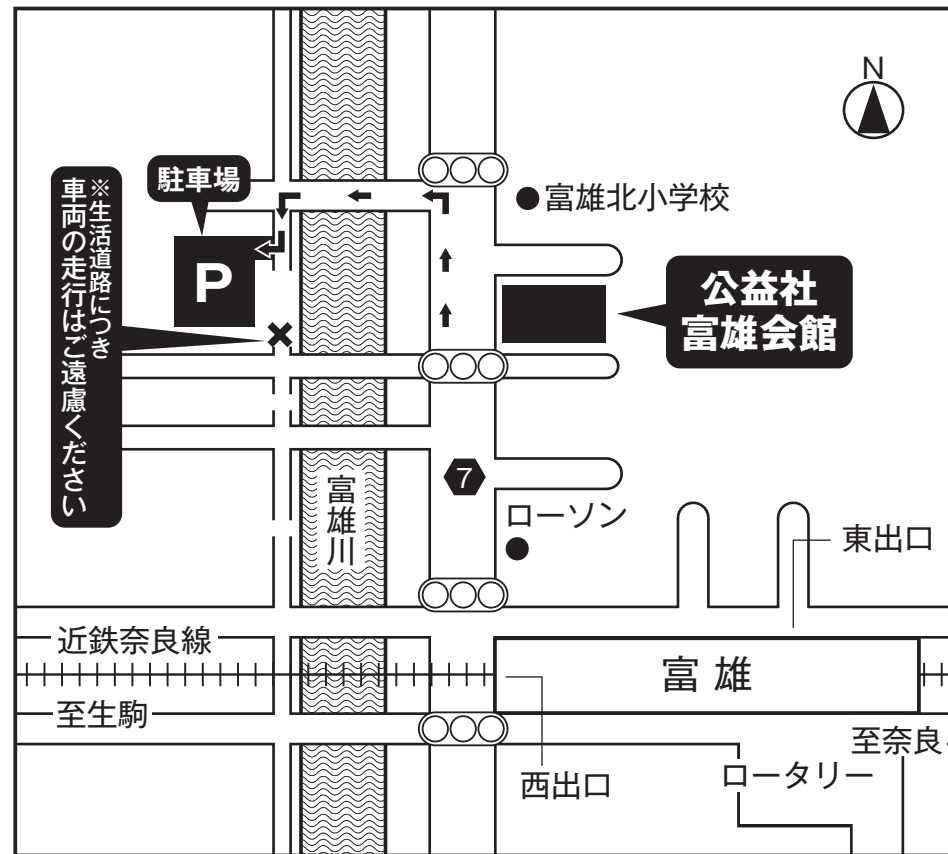 N
駐車場
富雄北小学校
※生活道路につき
車両の走行はご遠慮ください
P
公益社
富雄会館
7
富雄川
ローソン
東出口
近鉄奈良線
富雄
至生駒
至奈良
西出口
ロータリー